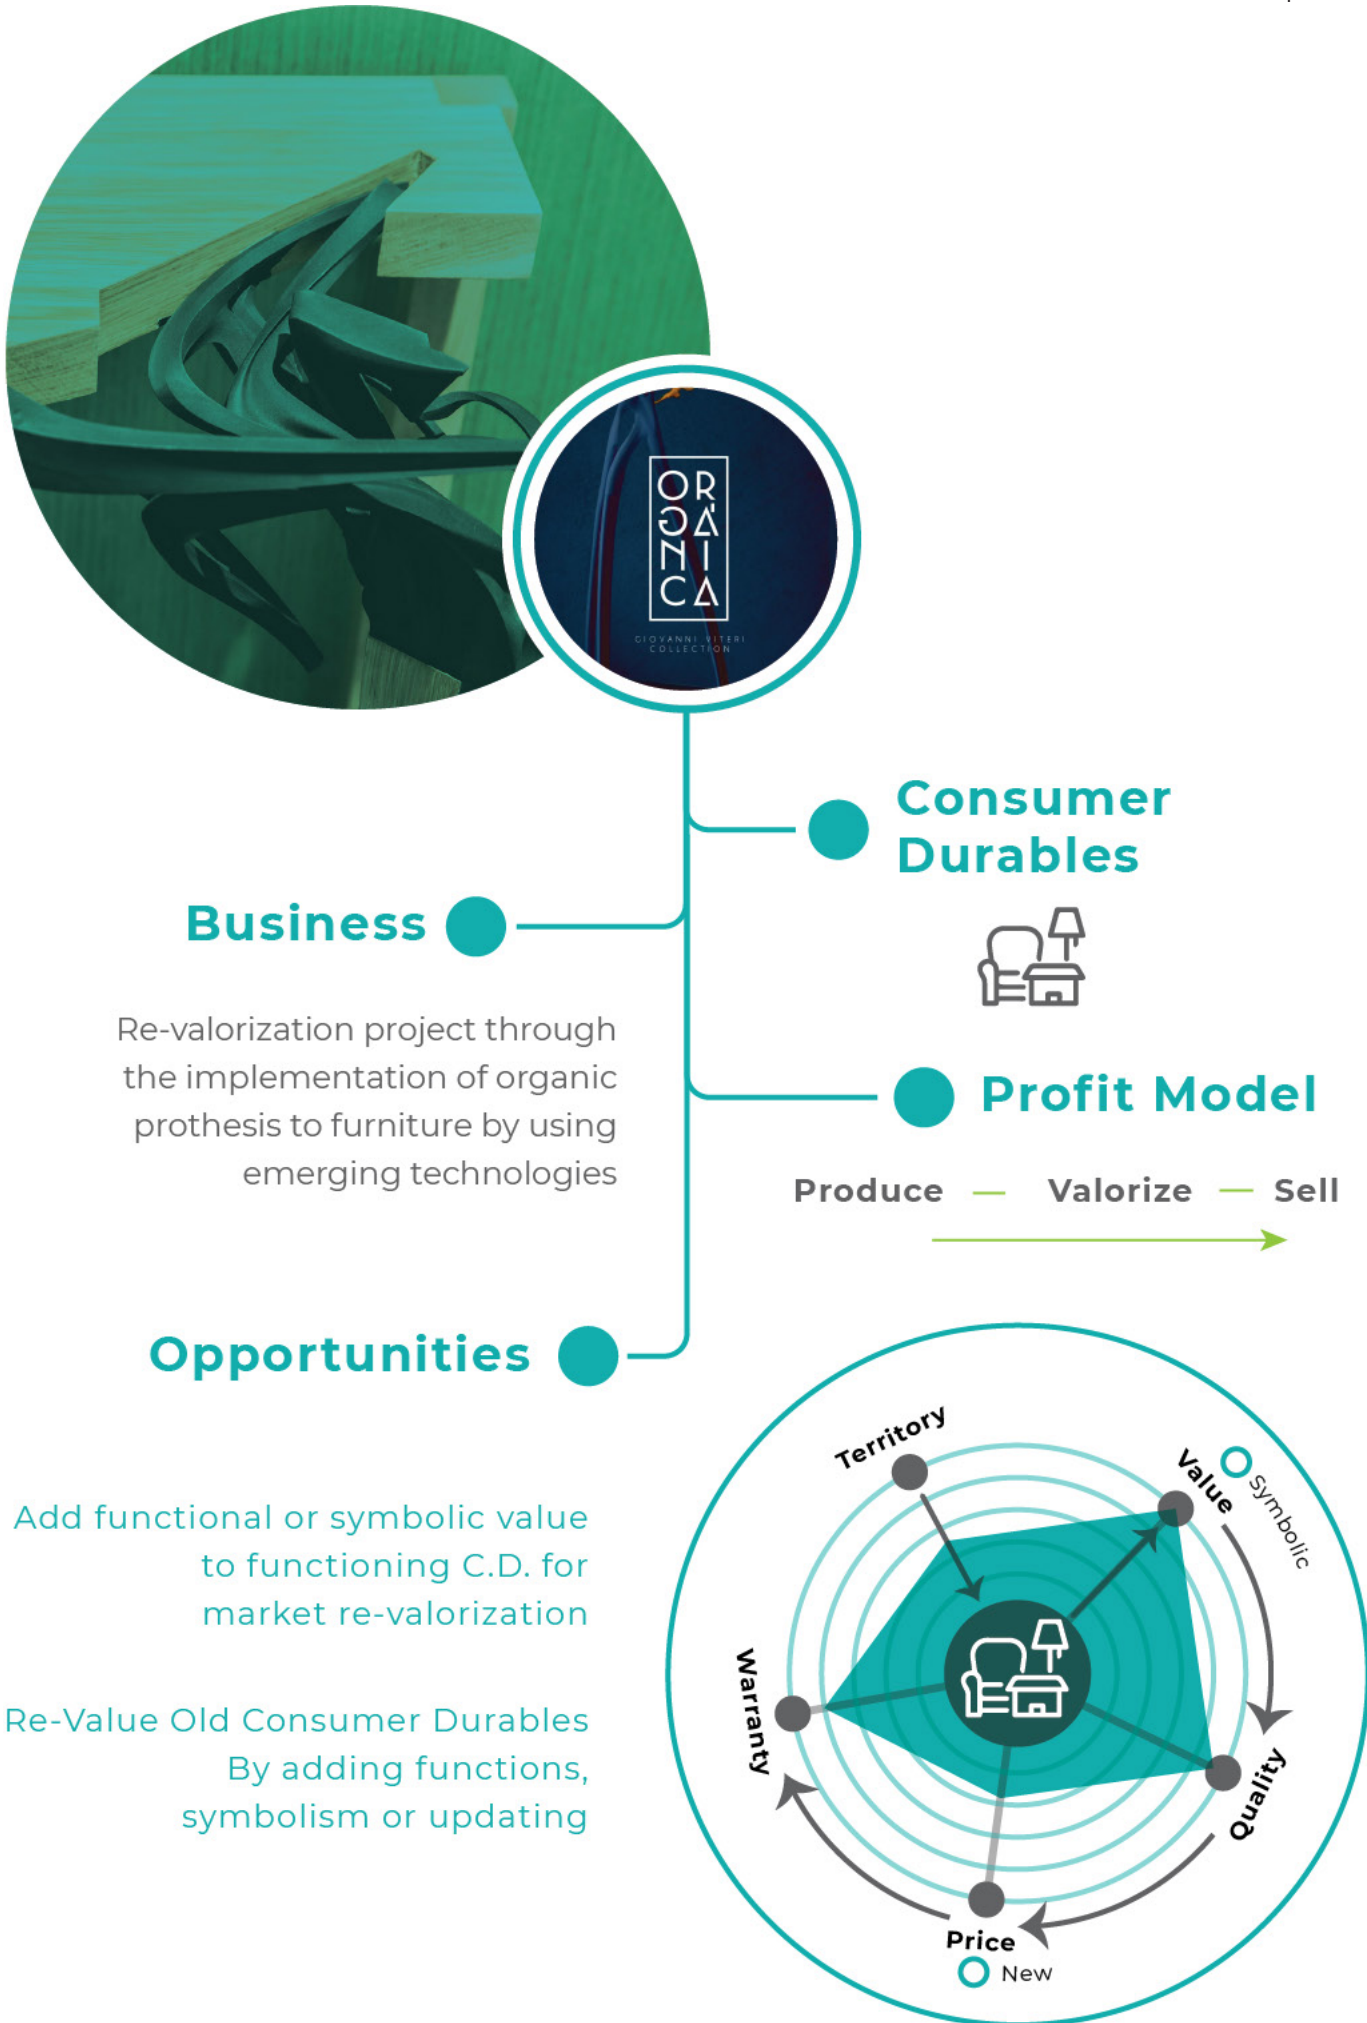 OR
GÁ
NI
CA
GIOVANNI VITERI
COLLECTION
Consumer
Durables
Business
Re-valorization project through
the implementation of organic
prothesis to furniture by using
emerging technologies
Profit Model
Produce — Valorize — Sell
Opportunities
Add functional or symbolic value
to functioning C.D. for
market re-valorization
Re-Value Old Consumer Durables
By adding functions,
symbolism or updating
Territory
Value
Symbolic
Quality
Price
New
Warranty